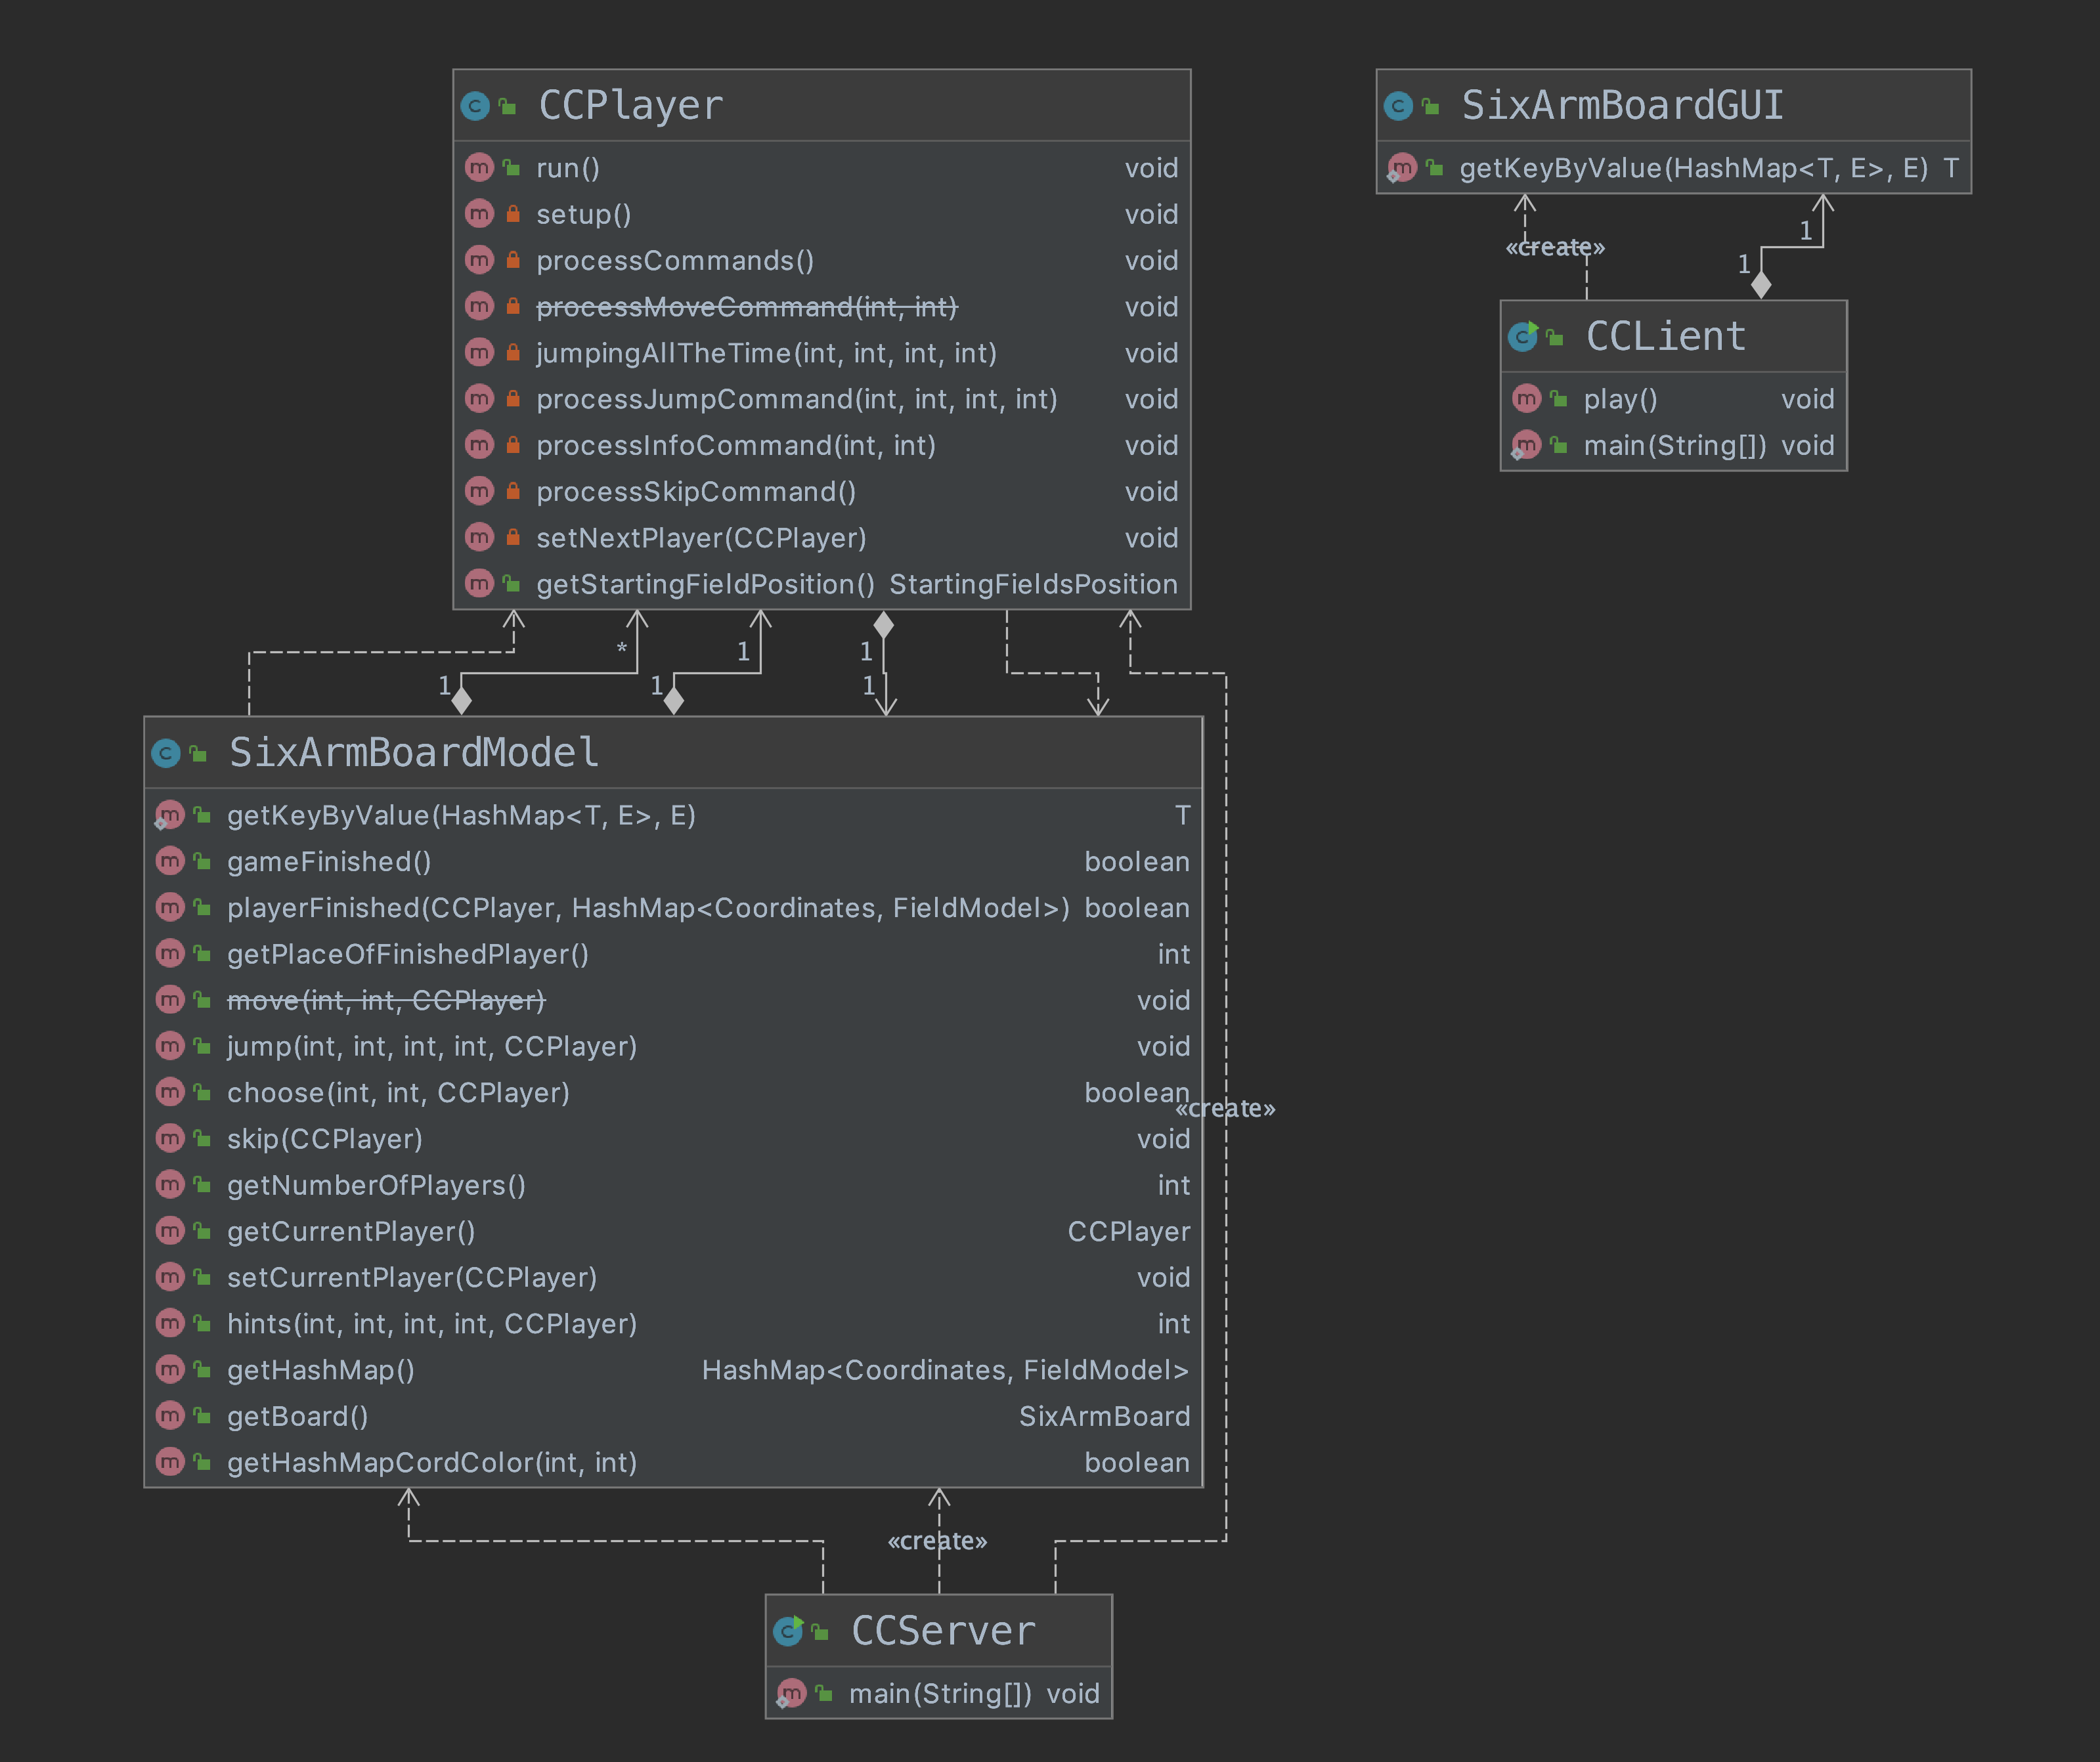 CCPlayer
run() void
setup() void
processCommands() void
processMoveCommand(int, int) void
jumpingAllTheTime(int, int, int, int) void
processJumpCommand(int, int, int, int) void
processInfoCommand(int, int) void
processSkipCommand() void
setNextPlayer(CCPlayer) void
getStartingFieldPosition() StartingFieldsPosition
SixArmBoardGUI
getKeyByValue(HashMap<T, E>, E) T
«create»
1
1
CCLient
play() void
main(String[]) void
* 1 1
1 1 1
SixArmBoardModel
getKeyByValue(HashMap<T, E>, E) T
gameFinished() boolean
playerFinished(CCPlayer, HashMap<Coordinates, FieldModel>) boolean
getPlaceOfFinishedPlayer() int
move(int, int, CCPlayer) void
jump(int, int, int, int, CCPlayer) void
choose(int, int, CCPlayer) boolean
skip(CCPlayer) void
getNumberOfPlayers() int
getCurrentPlayer() CCPlayer
setCurrentPlayer(CCPlayer) void
hints(int, int, int, int, CCPlayer) int
getHashMap() HashMap<Coordinates, FieldModel>
getBoard() SixArmBoard
getHashMapCordColor(int, int) boolean
«create»
«create»
CCServer
main(String[]) void